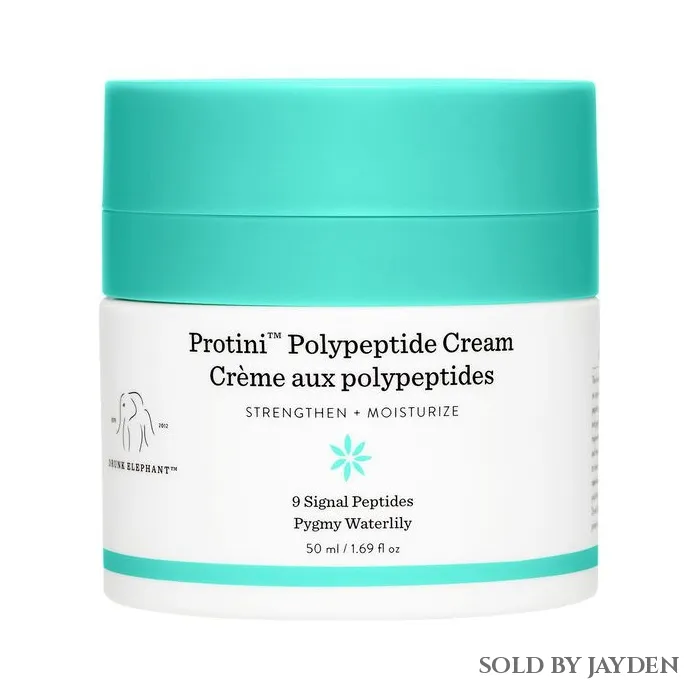 Protini™ Polypeptide Cream
Crème aux polypeptides
STRENGTHEN + MOISTURIZE
2012
DRUNK ELEPHANT™
9 Signal Peptides
Pygmy Waterlily
50 ml / 1.69 fl oz
SOLD BY JAYDEN